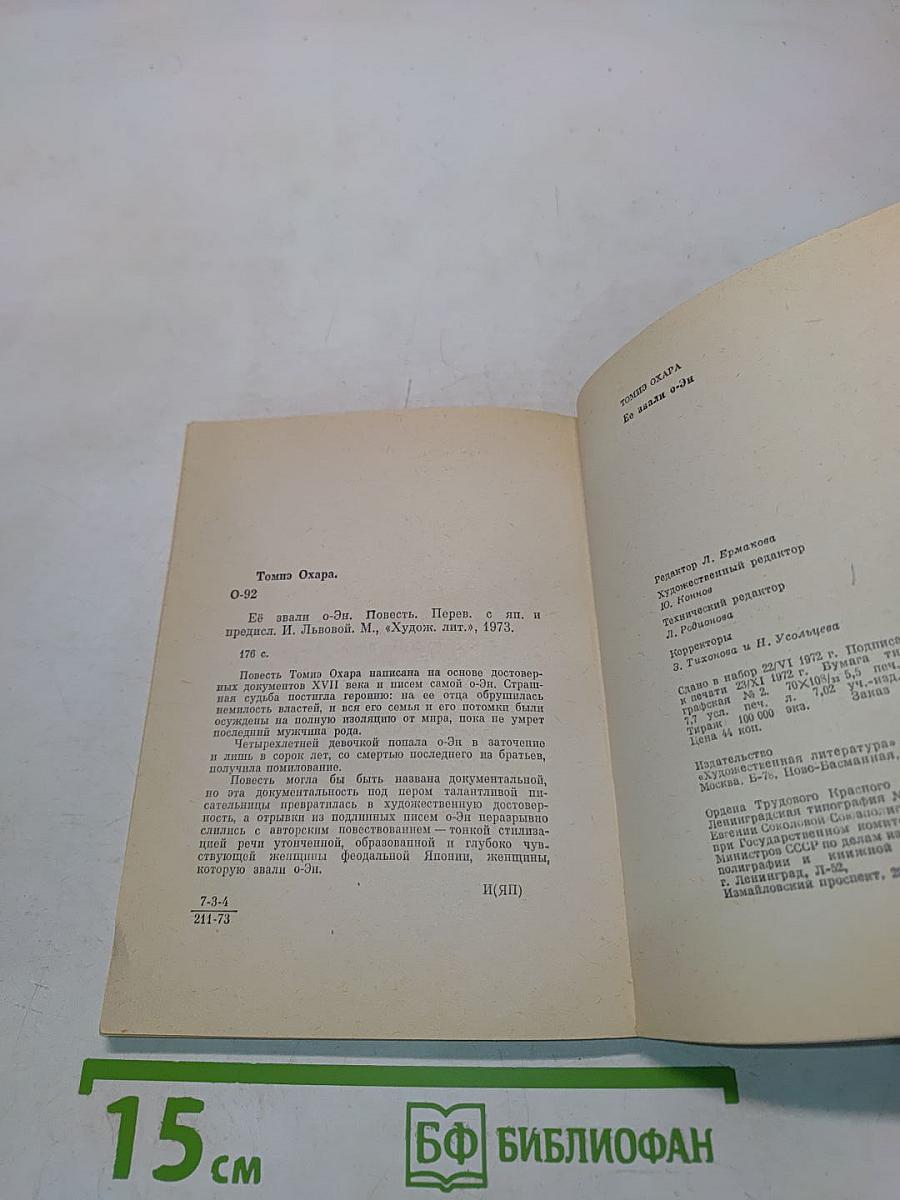 Томиэ Охара.
О-92
Её звали о-Эн. Повесть. Перев. с яп. и
предисл. И. Львовой. М., «Худож. лит.», 1973.
176 с.
Повесть Томиэ Охара написана на основе достовер-
ных документов XVII века и писем самой о-Эн. Страш-
ная судьба постигла героиню: на ее отца обрушилась
немилость властей, и вся его семья и его потомки были
осуждены на полную изоляцию от мира, пока не умрет
последний мужчина рода.
Четырехлетней девочкой попала о-Эн в заточение
и лишь в сорок лет, со смертью последнего из братьев,
получила помилование.
Повесть могла бы быть названа документальной,
но эта документальность под пером талантливой пи-
сательницы превратилась в художественную достовер-
ность, а отрывки из подлинных писем о-Эн неразрывно
слились с авторским повествованием — тонкой стилиза-
цией речи утонченной, образованной и глубоко чув-
ствующей женщины феодальной Японии, женщины,
которую звали о-Эн.
7-3-4
211-73
И(ЯП)
ТОМИЭ ОХАРА
Ее звали о-Эн
Редактор Л. Ермакова
Художественный редактор
Ю. Коннов
Технический редактор
Л. Родионова
Корректоры
З. Тихонова и Н. Усольцева
Сдано в набор 22/VI 1972 г. Подписа
к печати 23/XI 1972 г. Бумага ти
графская № 2. 70×108/32 5,5 печ.
7,7 усл. печ. л. 7,02 уч.-изд.
Тираж 100 000 экз. Заказ
Цена 44 коп.
Издательство
«Художественная литература»
Москва, Б-78, Ново-Басманная,
Ордена Трудового Красного
Ленинградская типография №
Евгении Соколовой Союзполиг
при Государственном комите
Министров СССР по делам из
полиграфии и книжной
г. Ленинград, Л-52,
Измайловский проспект, 2
15 см
БФ БИБЛИОФАН